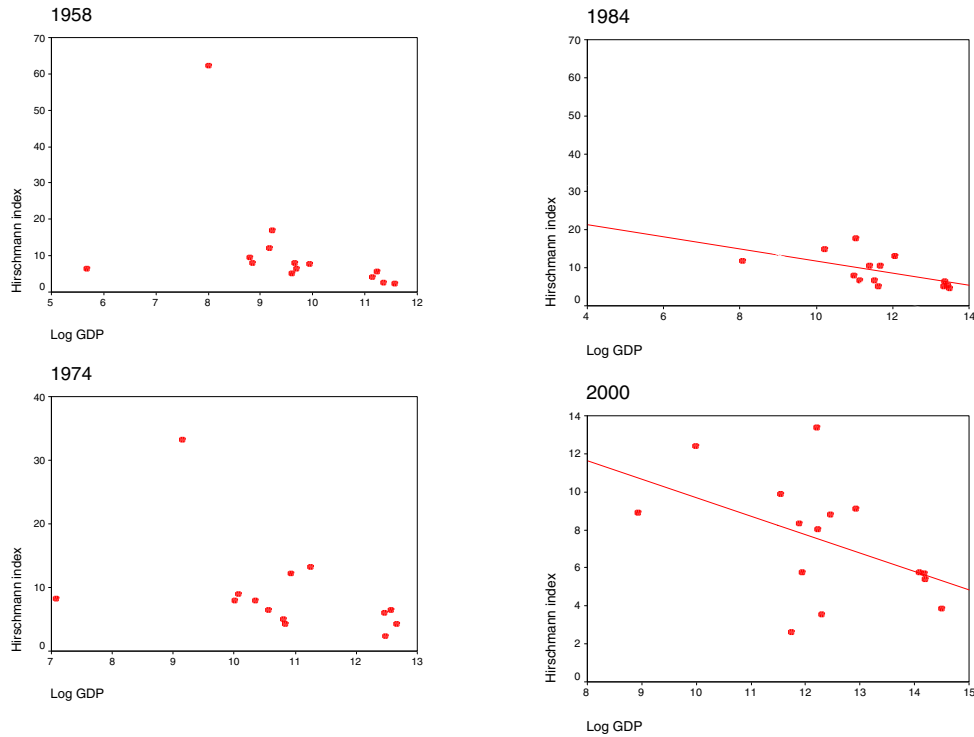 1958
70
60
50
40
30
20
10
0
Hirschmann index
5 6 7 8 9 10 11 12
Log GDP
1984
70
60
50
40
30
20
10
0
Hirschmann index
4 6 8 10 12 14
Log GDP
1974
40
30
20
10
0
Hirschmann index
7 8 9 10 11 12 13
Log GDP
2000
14
12
10
8
6
4
2
0
Hirschmann index
8 9 10 11 12 13 14 15
Log GDP